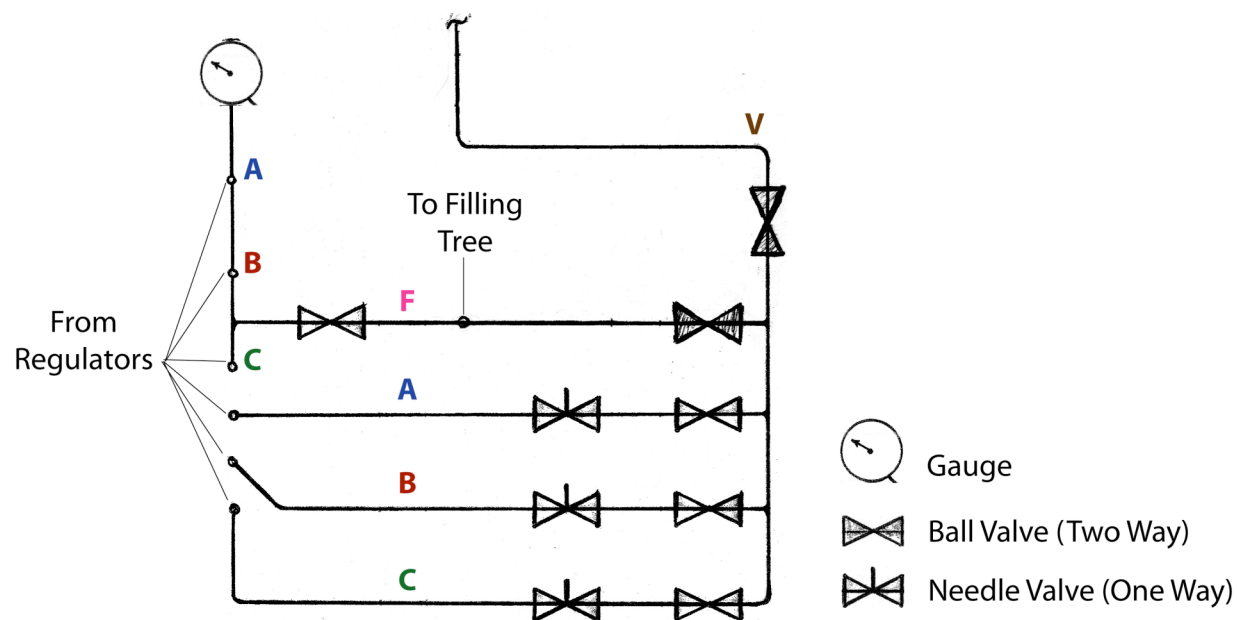 V
A
To Filling
Tree
B
F
From
Regulators
C
A
B
C
Gauge
Ball Valve (Two Way)
Needle Valve (One Way)